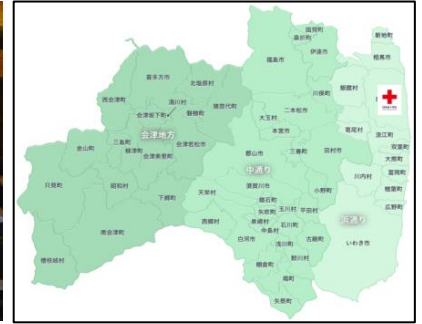 国見町
桑折町
新地町
伊達市
相馬市
福島市
喜多方市
北塩原村
川俣町
飯舘村
西会津町
湯川村
猪苗代町
会津坂下町
磐梯町
二本松市
大玉村
本宮市
葛尾村
浪江町
会津地方
会津若松市
三島町
柳津町
金山町
会津美里町
郡山市
三春町
田村市
双葉町
大熊町
中通り
川内村
富岡町
只見町
昭和村
下郷町
天栄村
須賀川市
小野町
楢葉町
広野町
鏡石町
矢吹町
玉川村
平田村
浜通り
西郷村
泉崎村
石川町
中島村
南会津町
白河市
浅川町
古殿町
いわき市
棚倉町
鮫川村
檜枝岐村
塙町
矢祭町